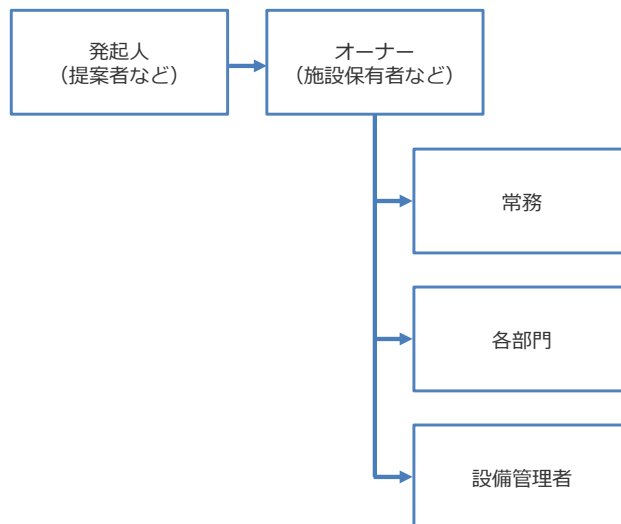 発起人
（提案者など）
オーナー
（施設保有者など）
常務
各部門
設備管理者